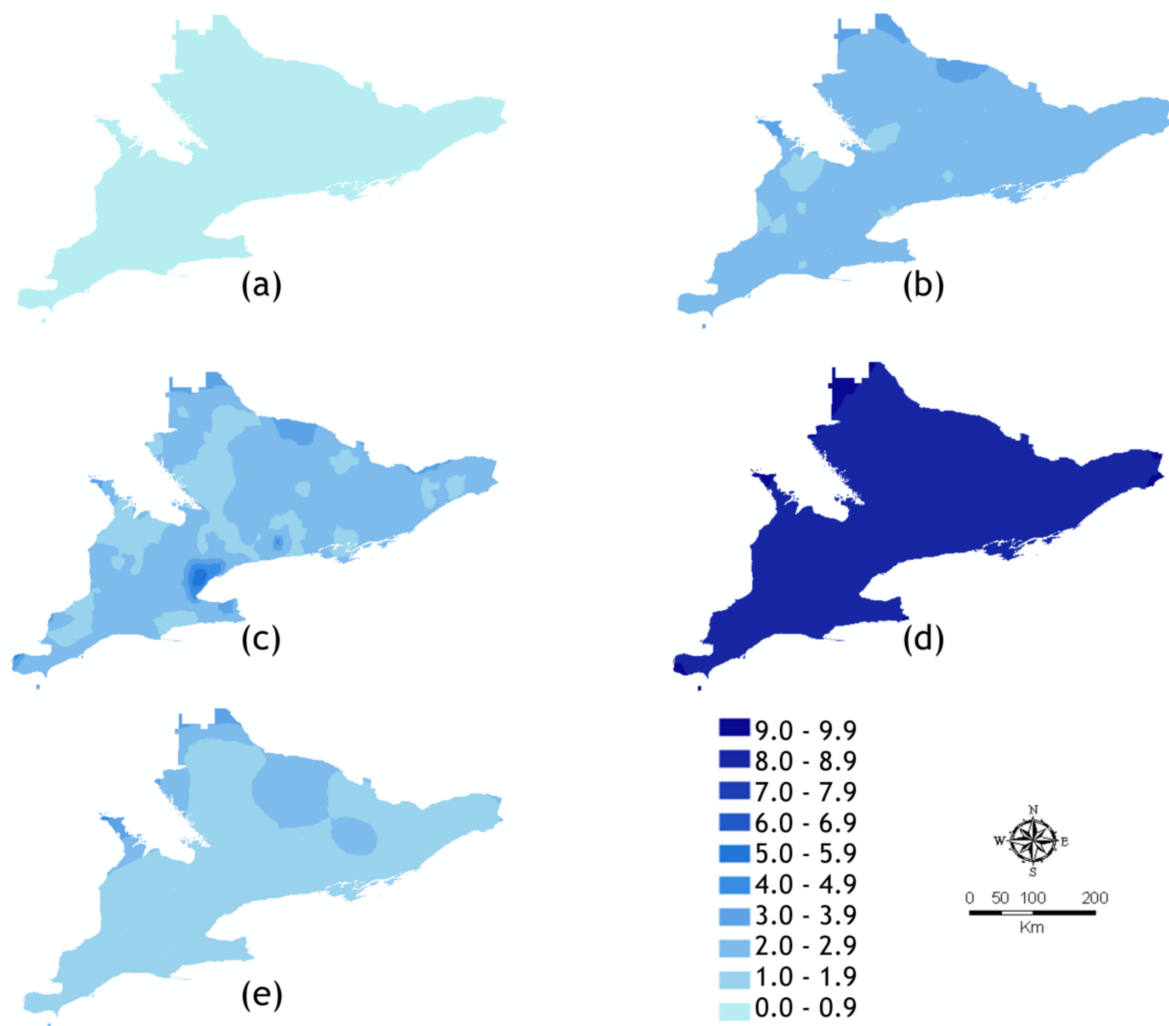 (a)
(b)
(c)
(d)
(e)
9.0 - 9.9
8.0 - 8.9
7.0 - 7.9
6.0 - 6.9
5.0 - 5.9
4.0 - 4.9
3.0 - 3.9
2.0 - 2.9
1.0 - 1.9
0.0 - 0.9
N
W E
S
0 50 100 200
Km